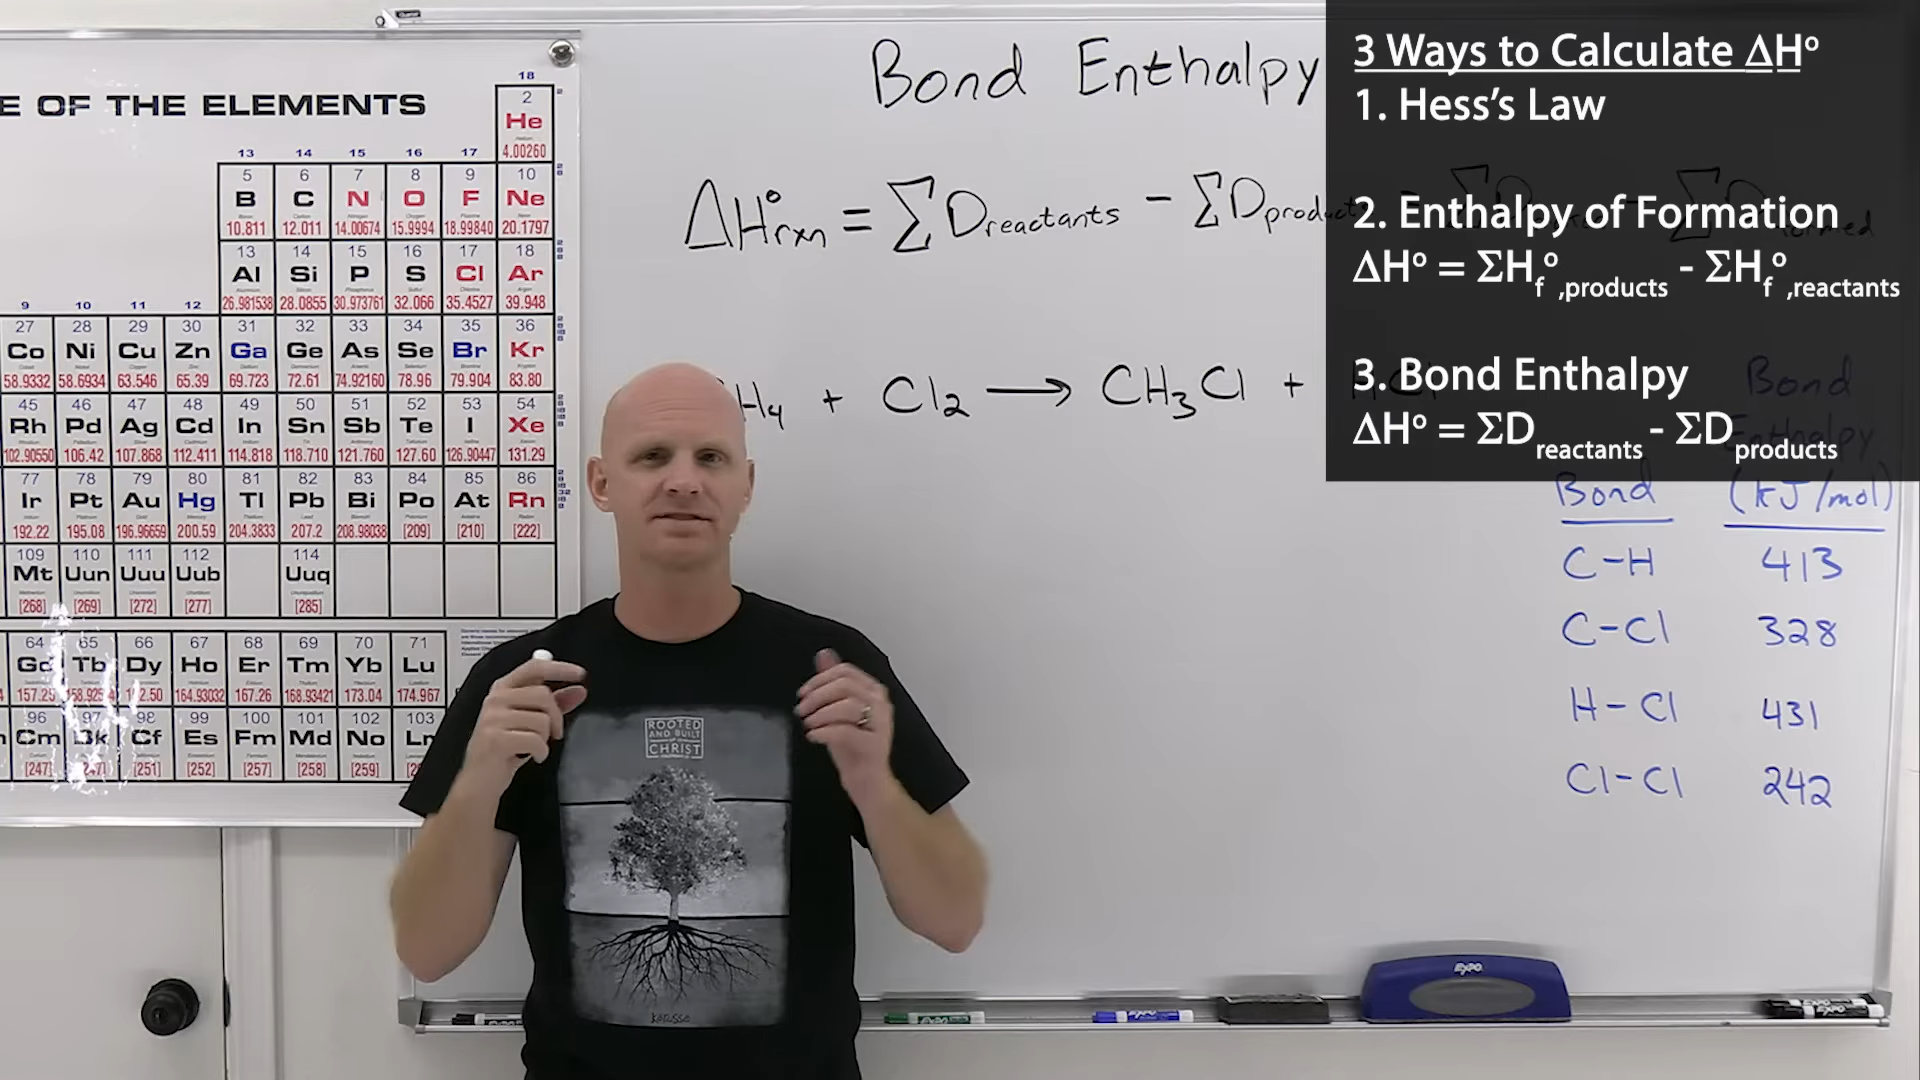 E OF THE ELEMENTS
18
2
He
4.00260
13 14 15 16 17
5 6 7 8 9 10
B C N O F Ne
10.811 12.011 14.00674 15.9994 18.99840 20.1797
13 14 15 16 17 18
Al Si P S Cl Ar
9 10 11 12 26.981538 28.0855 30.973761 32.066 35.4527 39.948
27 28 29 30 31 32 33 34 35 36
Co Ni Cu Zn Ga Ge As Se Br Kr
58.9332 58.6934 63.546 65.39 69.723 72.61 74.92160 78.96 79.904 83.80
45 46 47 48 49 50 51 52 53 54
Rh Pd Ag Cd In Sn Sb Te I Xe
102.90550 106.42 107.868 112.411 114.818 118.710 121.760 127.60 126.90447 131.29
77 78 79 80 81 82 83 84 85 86
Ir Pt Au Hg Tl Pb Bi Po At Rn
192.22 195.08 196.96659 200.59 204.3833 207.2 208.98038 [209] [210] [222]
109 110 111 112 114
Mt Uun Uuu Uub Uuq
[268] [269] [272] [277] [285]
64 65 66 67 68 69 70 71
Gd Tb Dy Ho Er Tm Yb Lu
164.93032 167.26 168.93421 173.04 174.967
96 97 98 99 100 101 102 103
Cm Bk Cf Es Fm Md No Lr
[247] [251] [252] [257] [258] [259]
Bond Enthalpy
ΔH°rxn = ΣDreactants - ΣDproducts
H4 + Cl2 → CH3Cl + HCl
Bond
Enthalpy
Bond (kJ/mol)
C-H 413
C-Cl 328
H-Cl 431
Cl-Cl 242
3 Ways to Calculate ΔHº
1. Hess's Law
2. Enthalpy of Formation
ΔHº = ΣHfº,products - ΣHfº,reactants
3. Bond Enthalpy
ΔHº = ΣDreactants - ΣDproducts
ROOTED
AND BUILT
CHRIST
EXPO